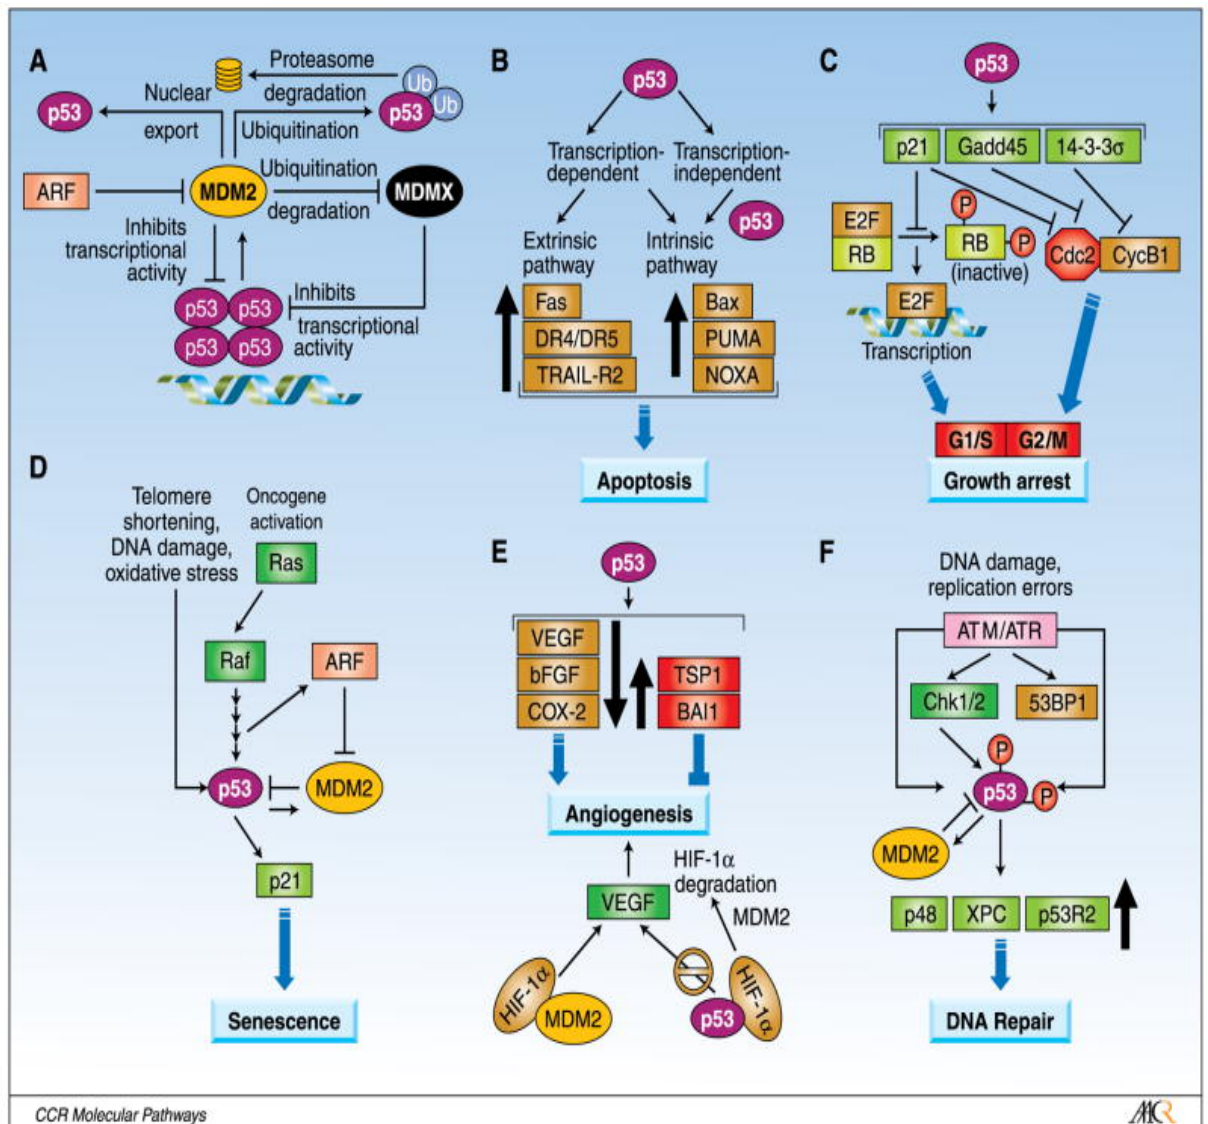 A
Proteasome
degradation
Ub
Ub
p53
Nuclear
export
p53
Ubiquitination
ARF
MDM2
Ubiquitination
degradation
MDMX
Inhibits
transcriptional
activity
p53
p53
p53
p53
Inhibits
transcriptional
activity
B
p53
Transcription-
dependent
Transcription-
independent
p53
Extrinsic
pathway
Intrinsic
pathway
Fas
DR4/DR5
TRAIL-R2
Bax
PUMA
NOXA
Apoptosis
C
p53
p21
Gadd45
14-3-3σ
E2F
RB
P
RB
P
(inactive)
Cdc2
CycB1
E2F
Transcription
G1/S
G2/M
Growth arrest
D
Telomere
shortening,
DNA damage,
oxidative stress
Oncogene
activation
Ras
Raf
ARF
p53
MDM2
p21
Senescence
E
p53
VEGF
bFGF
COX-2
TSP1
BAI1
Angiogenesis
HIF-1α
degradation
VEGF
MDM2
HIF-1α
MDM2
p53
HIF-1α
F
DNA damage,
replication errors
ATM/ATR
Chk1/2
53BP1
P
p53
P
MDM2
p48
XPC
p53R2
DNA Repair
CCR Molecular Pathways
AACR